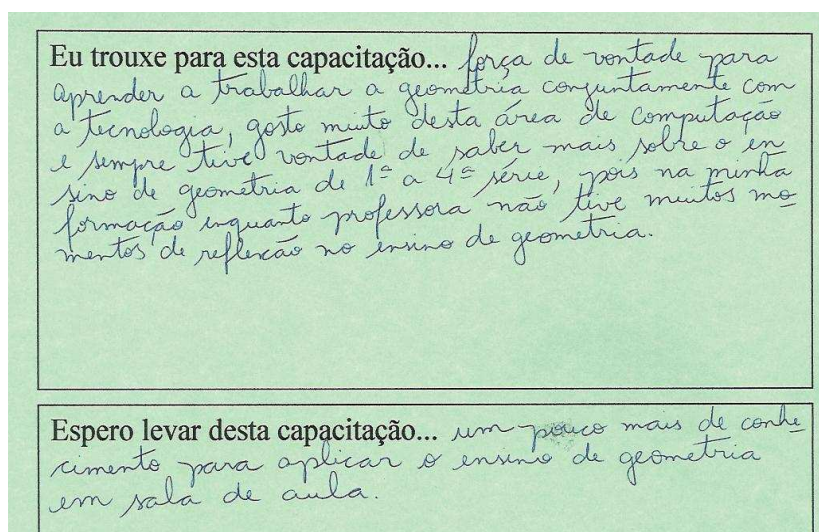 Eu trouxe para esta capacitação... força de vontade para
aprender a trabalhar a geometria conjuntamente com
a tecnologia, gosto muito desta área de computação
e sempre tive vontade de saber mais sobre o en
sino de geometria de 1ª a 4ª série, pois na minha
formação enquanto professora não tive muitos mo
mentos de reflexão no ensino de geometria.
Espero levar desta capacitação... um pouco mais de conhe
cimento para aplicar o ensino de geometria
em sala de aula.